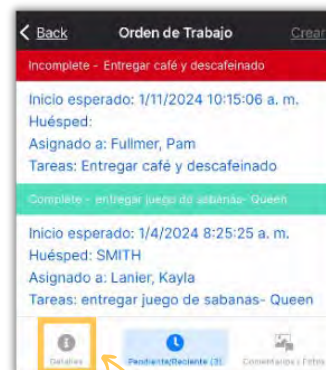 Back Orden de Trabajo Crear
Incomplete - Entregar café y descafeinado
Inicio esperado: 1/11/2024 10:15:06 a. m.
Huésped:
Asignado a: Fullmer, Pam
Tareas: Entregar café y descafeinado
Complete - entregar juego de sabanas- Queen
Inicio esperado: 1/4/2024 8:25:25 a. m.
Huésped: SMITH
Asignado a: Lanier, Kayla
Tareas: entregar juego de sabanas- Queen
Detalles Pendiente/Reciente (3) Comentarios / Fotos